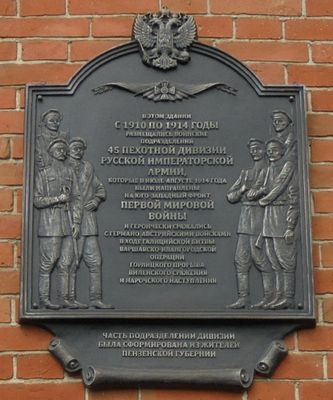 В ЭТОМ ЗДАНИИ
С 1910 ПО 1914 ГОДЫ
РАЗМЕЩАЛИСЬ ВОИНСКИЕ
ПОДРАЗДЕЛЕНИЯ
45 ПЕХОТНОЙ ДИВИЗИИ
РУССКОЙ ИМПЕРАТОРСКОЙ
АРМИИ,
КОТОРЫЕ В ИЮЛЕ-АВГУСТЕ 1914 ГОДА
БЫЛИ НАПРАВЛЕНЫ
НА ЮГО-ЗАПАДНЫЙ ФРОНТ
ПЕРВОЙ МИРОВОЙ
ВОЙНЫ
И ГЕРОИЧЕСКИ СРАЖАЛИСЬ
С ГЕРМАНО-АВСТРИЙСКИМИ ВОЙСКАМИ
В ХОДЕ ГАЛИЦИЙСКОЙ БИТВЫ
ВАРШАВСКО-ИВАНГОРОДСКОЙ
ОПЕРАЦИИ
ГОРЛИЦКОГО ПРОРЫВА
ВИЛЕНСКОГО СРАЖЕНИЯ
И НАРОЧСКОГО НАСТУПЛЕНИЯ
ЧАСТЬ ПОДРАЗДЕЛЕНИЙ ДИВИЗИИ
БЫЛА СФОРМИРОВАНА ИЗ ЖИТЕЛЕЙ
ПЕНЗЕНСКОЙ ГУБЕРНИИ